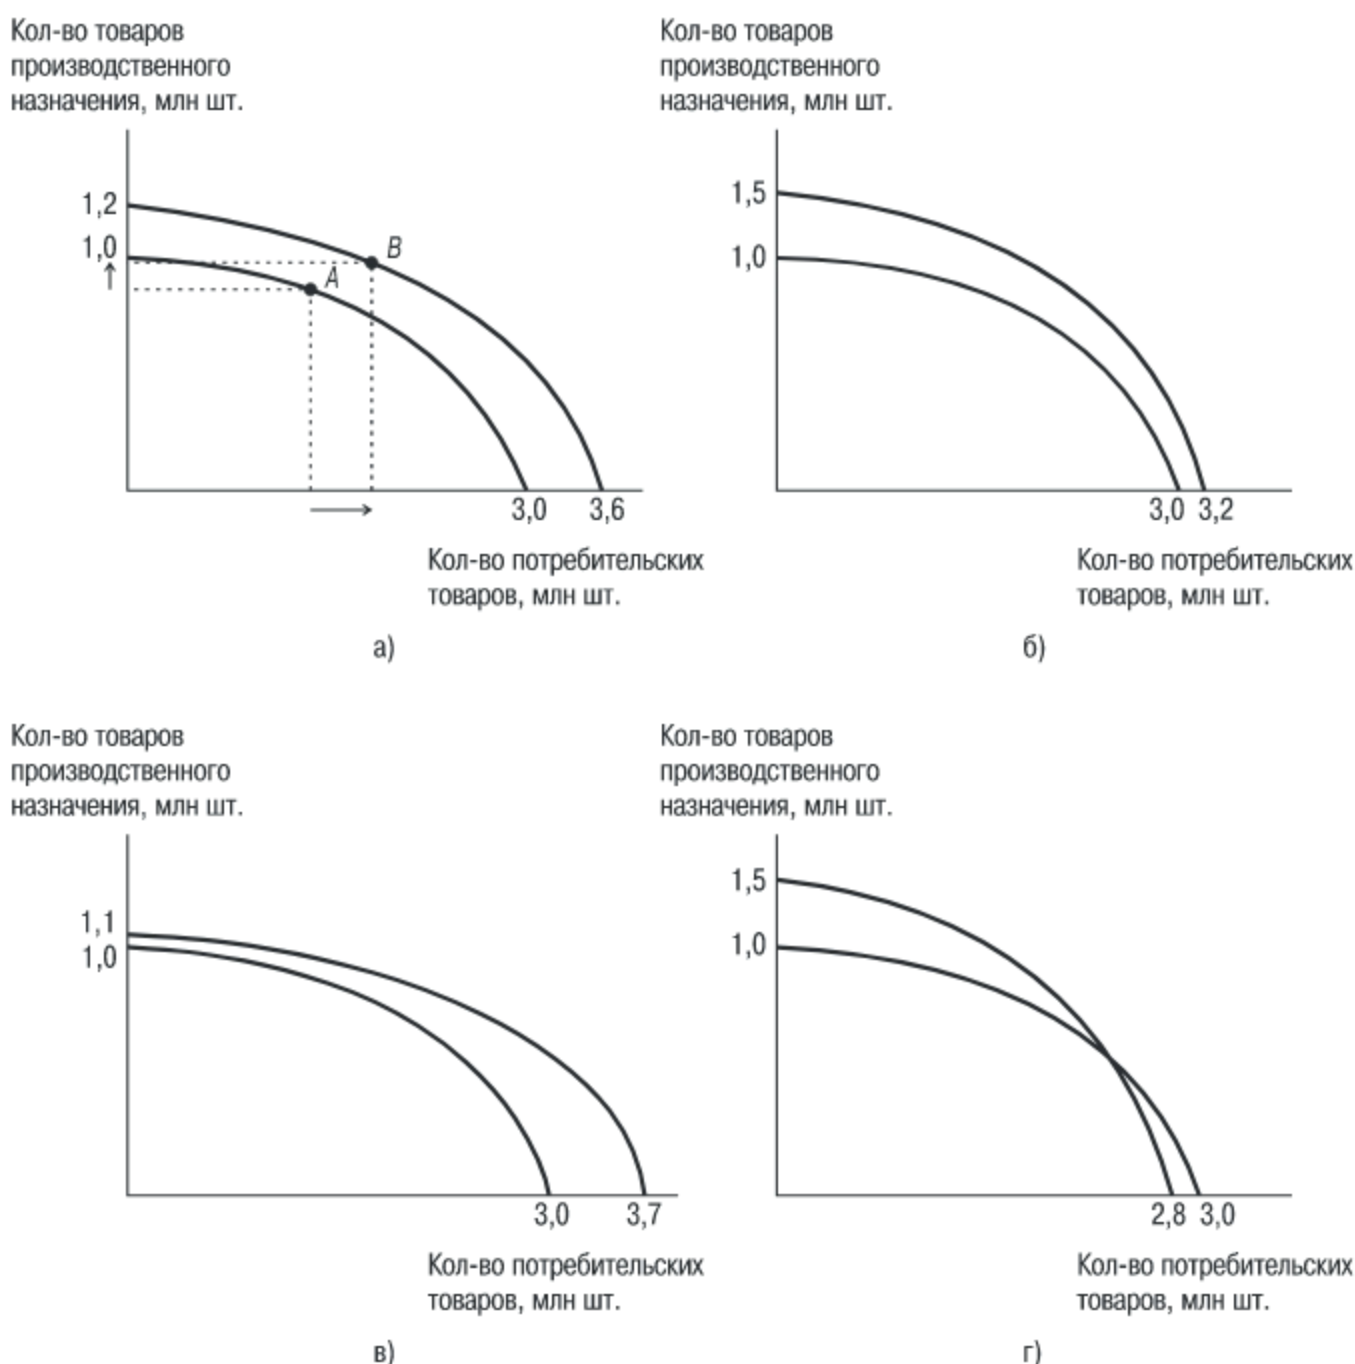 Кол-во товаров
производственного
назначения, млн шт.
1,2
1,0
B
A
3,0 3,6
Кол-во потребительских
товаров, млн шт.
а)
Кол-во товаров
производственного
назначения, млн шт.
1,5
1,0
3,0 3,2
Кол-во потребительских
товаров, млн шт.
б)
Кол-во товаров
производственного
назначения, млн шт.
1,1
1,0
3,0 3,7
Кол-во потребительских
товаров, млн шт.
в)
Кол-во товаров
производственного
назначения, млн шт.
1,5
1,0
2,8 3,0
Кол-во потребительских
товаров, млн шт.
г)